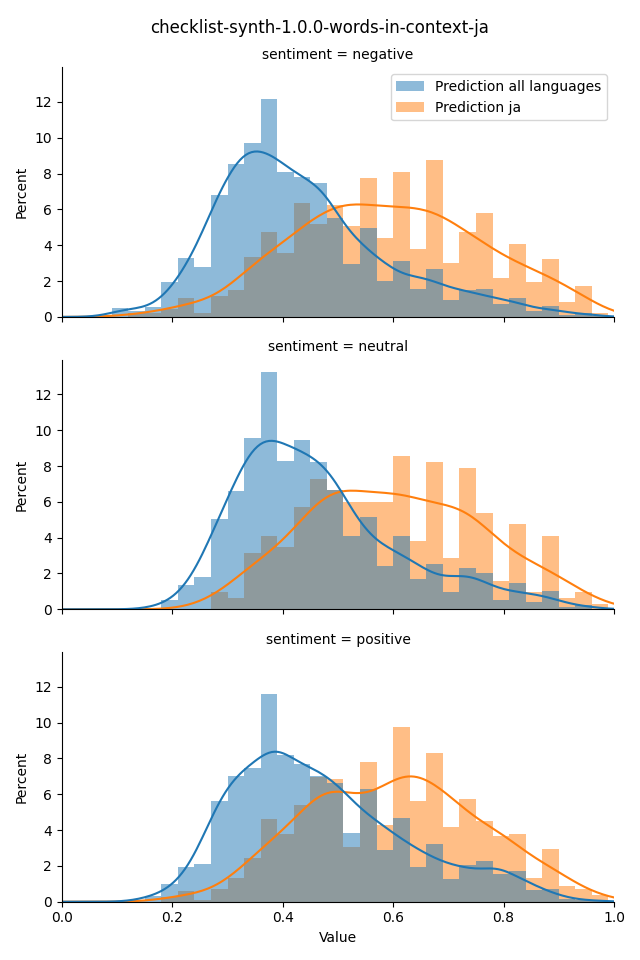 checklist-synth-1.0.0-words-in-context-ja
sentiment = negative
Prediction all languages
Prediction ja
Percent
12
10
8
6
4
2
0
sentiment = neutral
Percent
12
10
8
6
4
2
0
sentiment = positive
Percent
12
10
8
6
4
2
0
0.0 0.2 0.4 0.6 0.8 1.0
Value